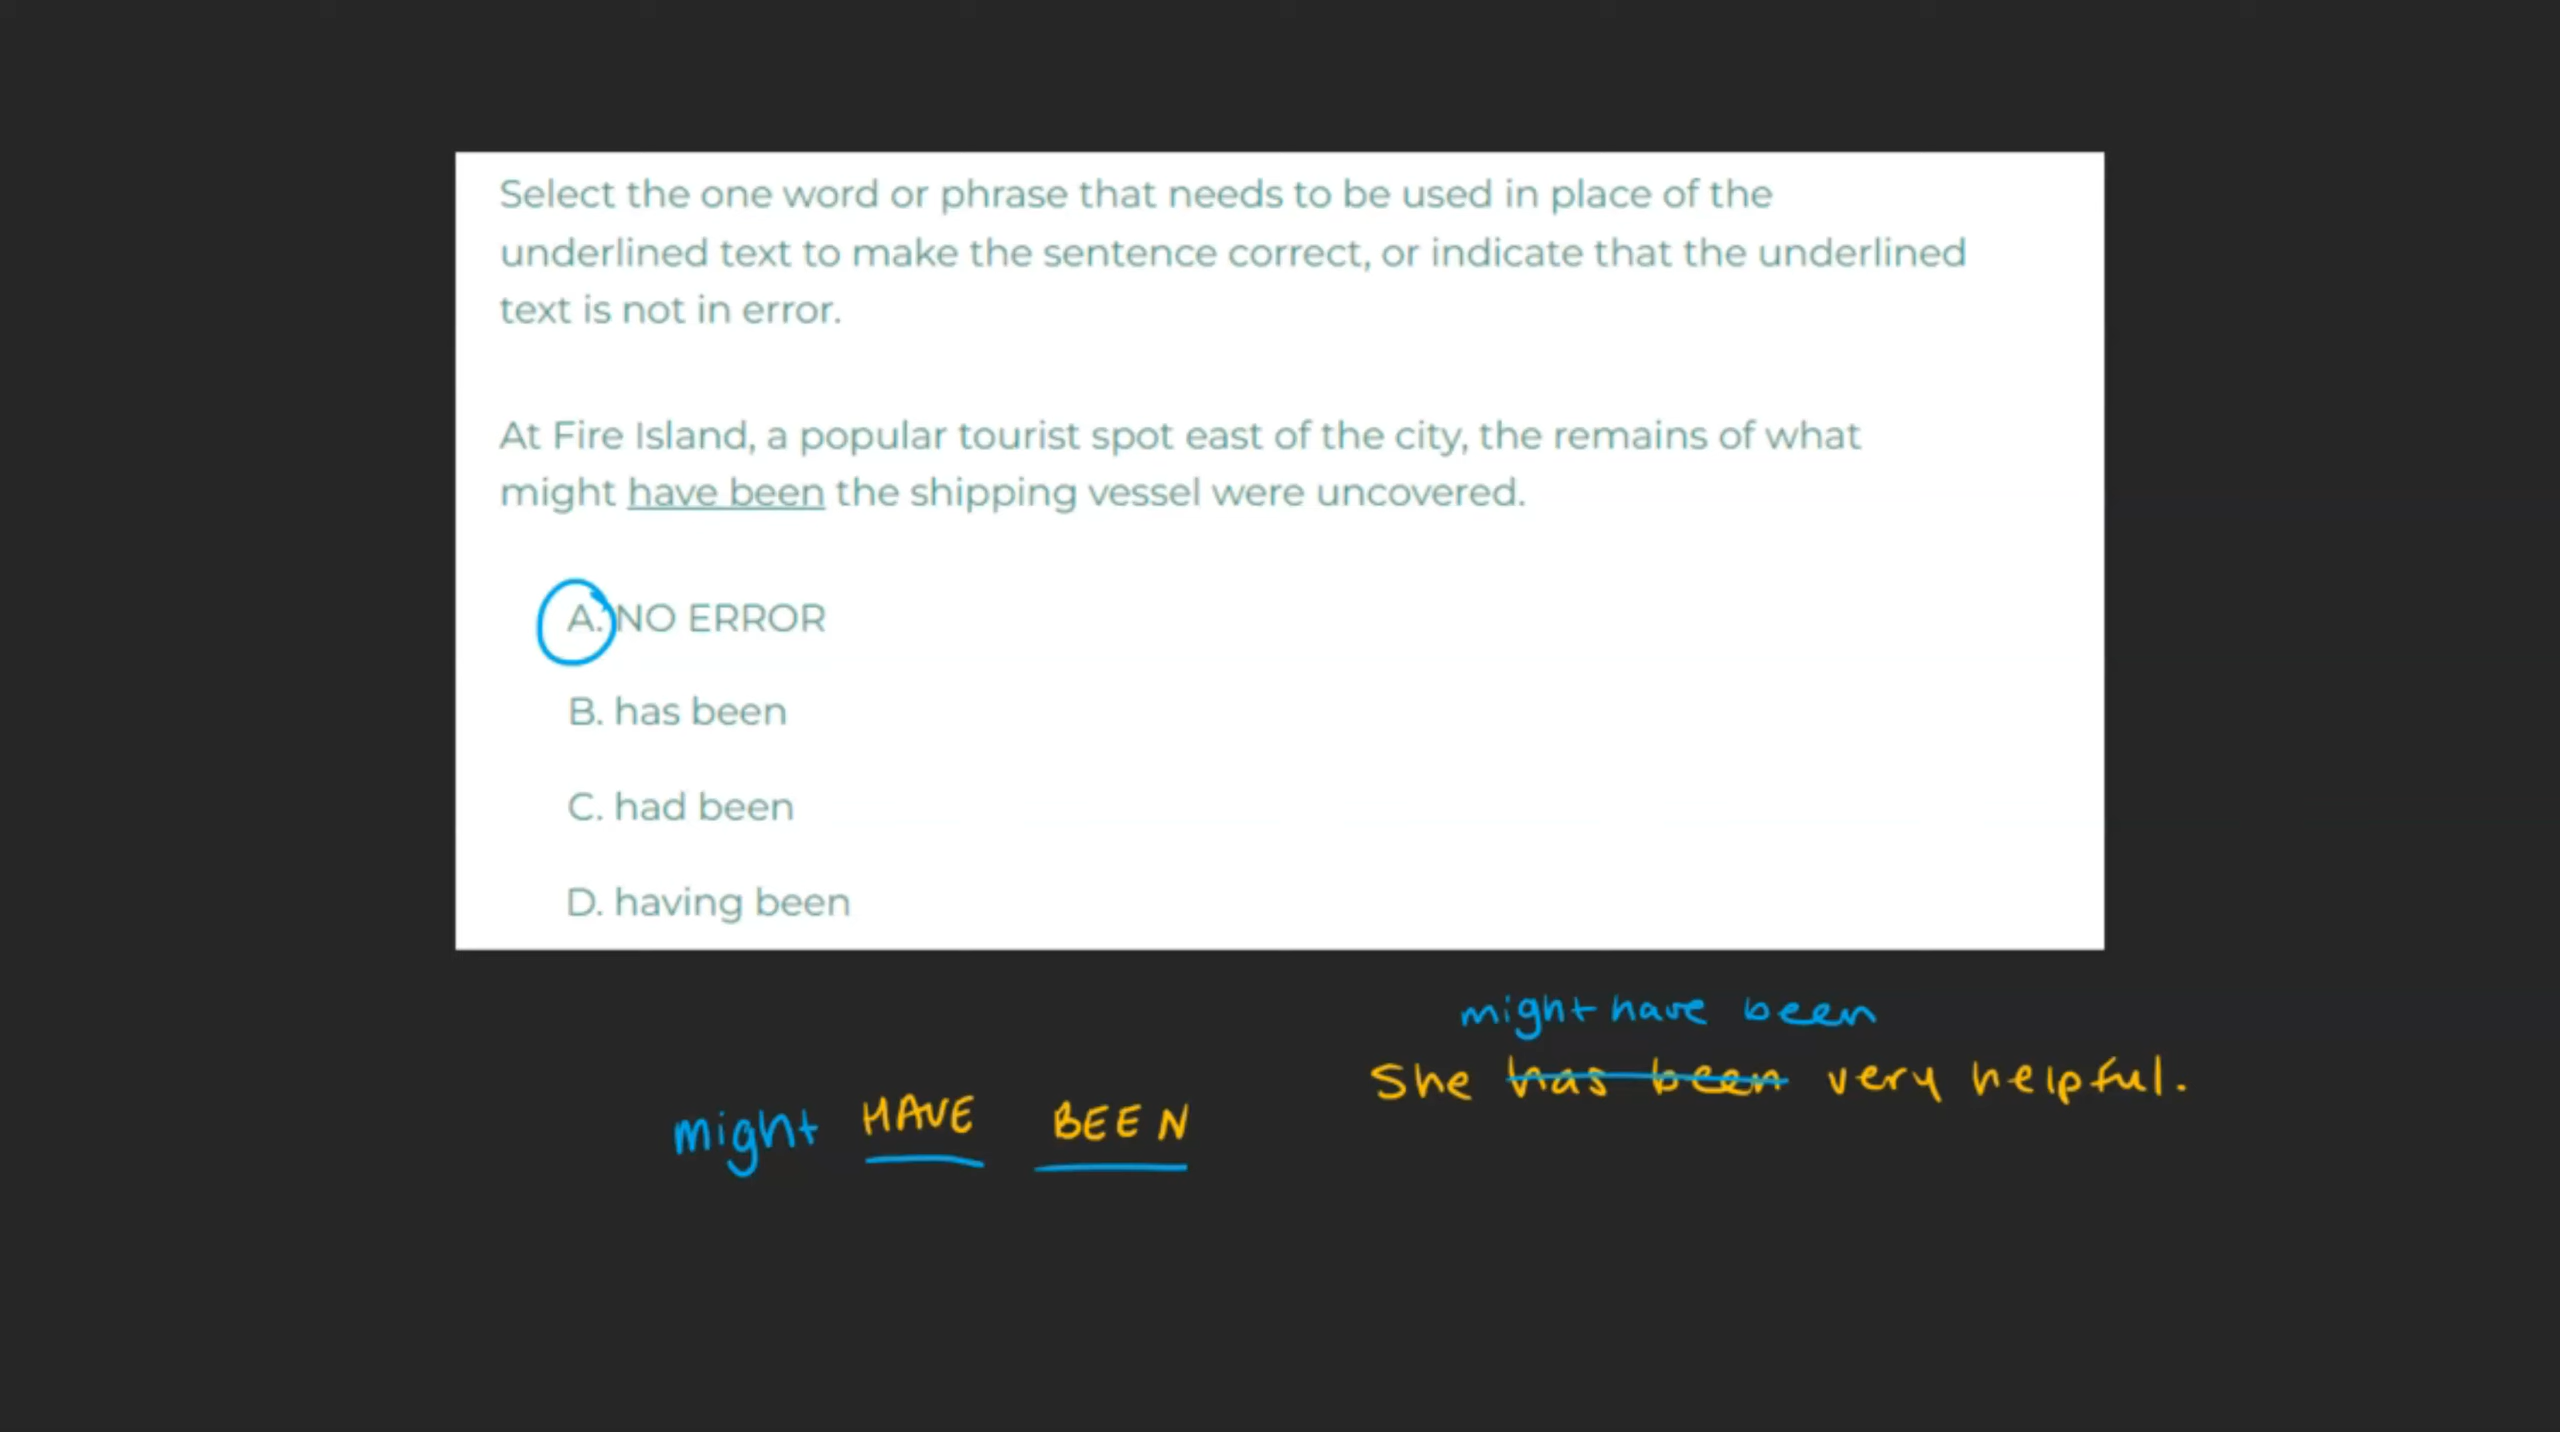 Select the one word or phrase that needs to be used in place of the
underlined text to make the sentence correct, or indicate that the underlined
text is not in error.
At Fire Island, a popular tourist spot east of the city, the remains of what
might have been the shipping vessel were uncovered.
A. NO ERROR
B. has been
C. had been
D. having been
might HAVE BEEN
might have been
She has been very helpful.